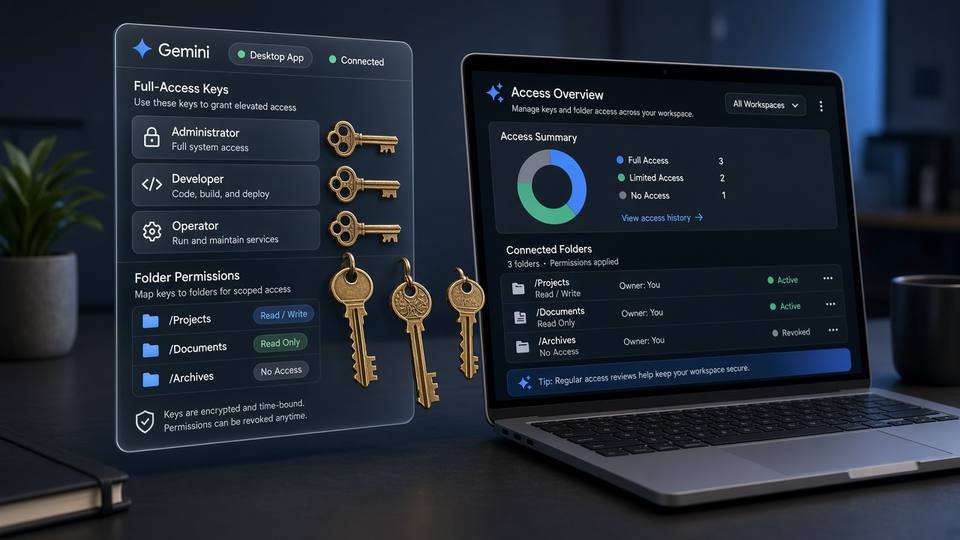 Gemini
Desktop App
Connected
Full-Access Keys
Use these keys to grant elevated access
Administrator
Full system access
Developer
Code, build, and deploy
Operator
Run and maintain services
Folder Permissions
Map keys to folders for scoped access
/Projects
Read / Write
/Documents
Read Only
/Archives
No Access
Keys are encrypted and time-bound.
Permissions can be revoked anytime.
Access Overview
Manage keys and folder access across your workspace.
All Workspaces
Access Summary
Full Access 3
Limited Access 2
No Access 1
View access history →
Connected Folders
3 folders • Permissions applied
/Projects
Read / Write
Owner: You
Active
/Documents
Read Only
Owner: You
Active
/Archives
No Access
Owner: You
Revoked
Tip: Regular access reviews help keep your workspace secure.